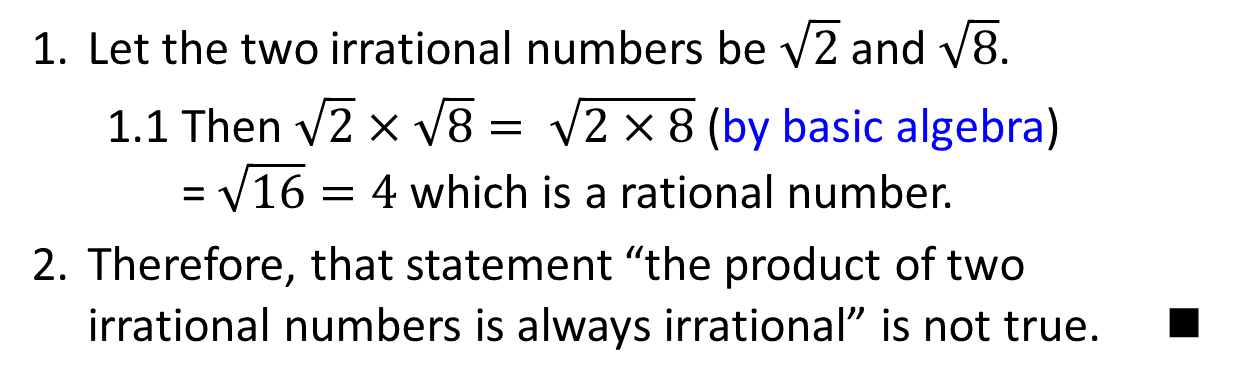 1. Let the two irrational numbers be √2 and √8.
1.1 Then √2 × √8 = √(2 × 8) (by basic algebra)
= √16 = 4 which is a rational number.
2. Therefore, that statement “the product of two
irrational numbers is always irrational” is not true. ■